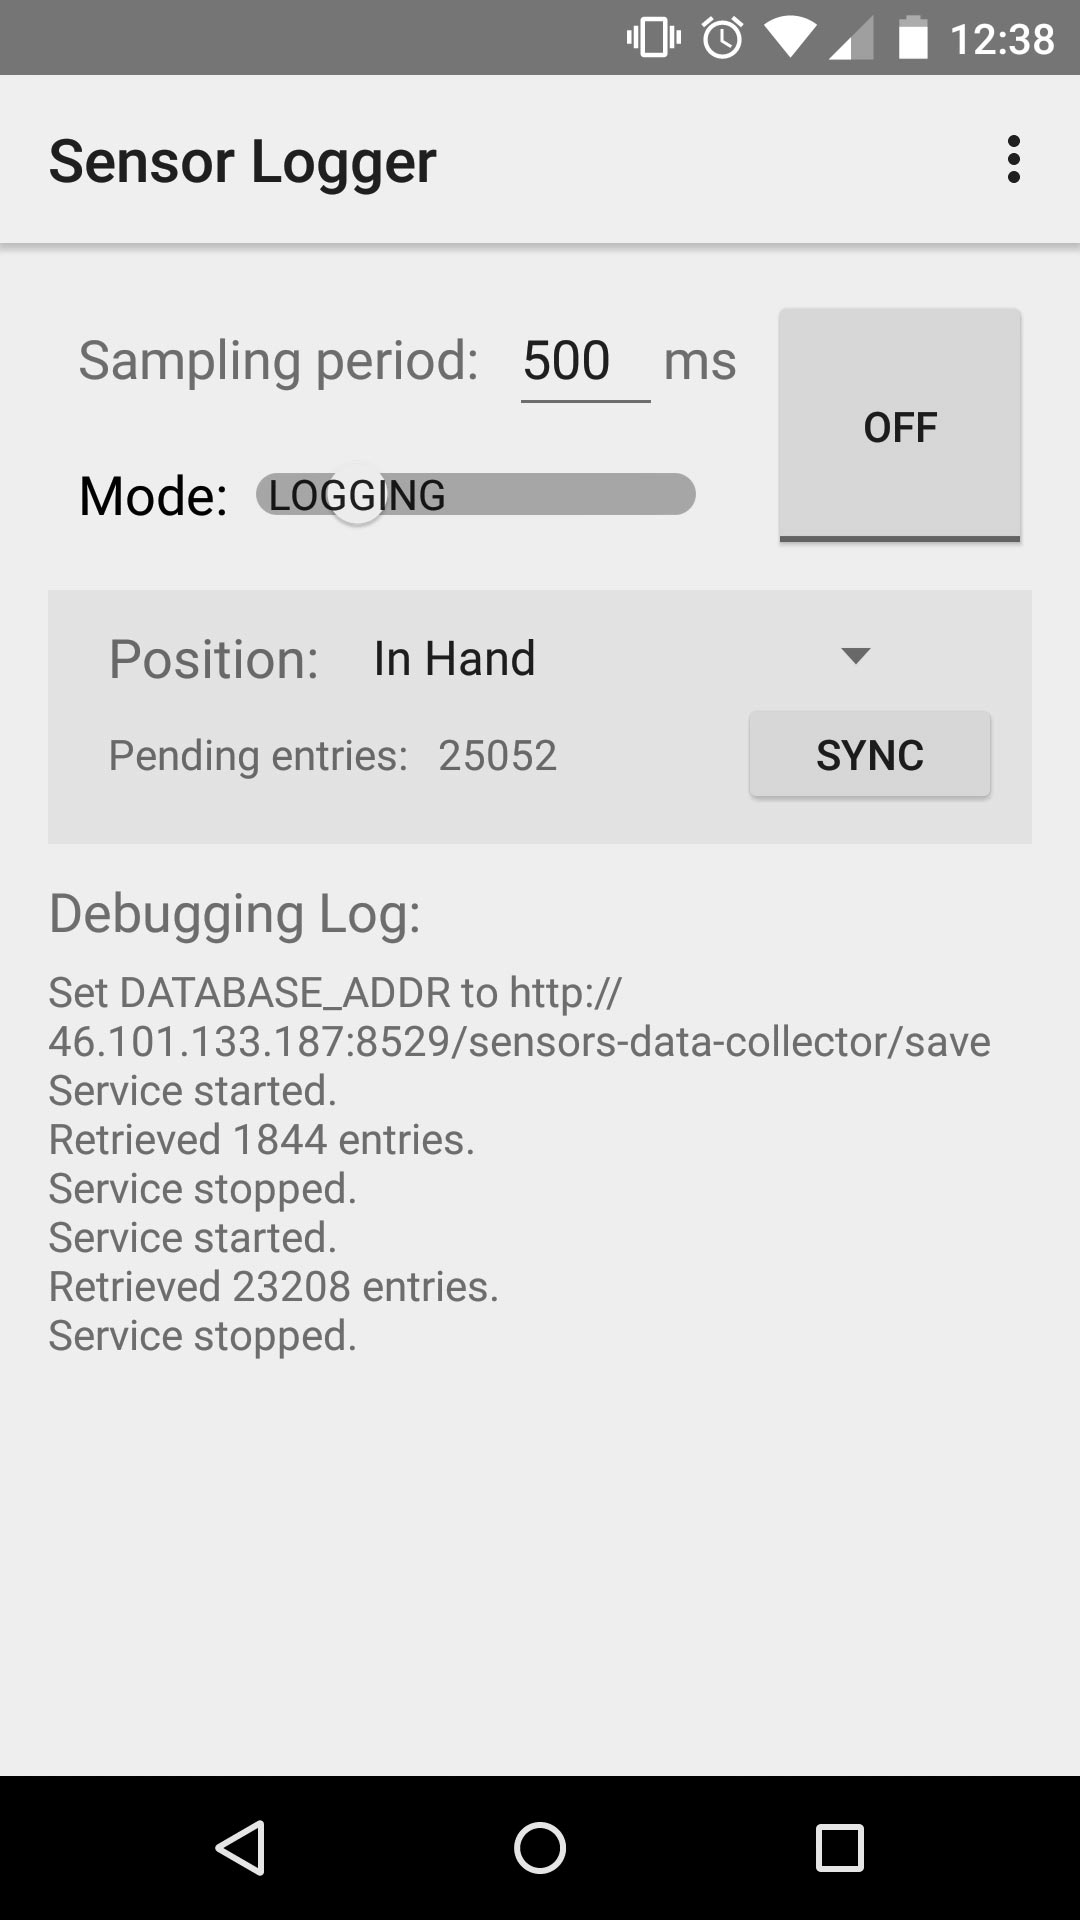 12:38
Sensor Logger
Sampling period: 500 ms
OFF
Mode: LOGGING
Position: In Hand
Pending entries: 25052
SYNC
Debugging Log:
Set DATABASE_ADDR to http://
46.101.133.187:8529/sensors-data-collector/save
Service started.
Retrieved 1844 entries.
Service stopped.
Service started.
Retrieved 23208 entries.
Service stopped.